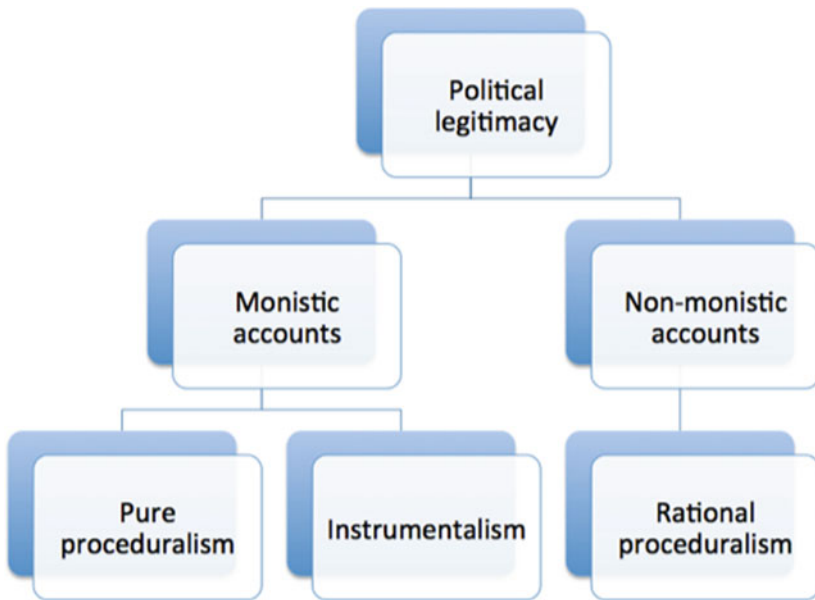 Political
legitimacy
Monistic
accounts
Non-monistic
accounts
Pure
proceduralism
Instrumentalism
Rational
proceduralism